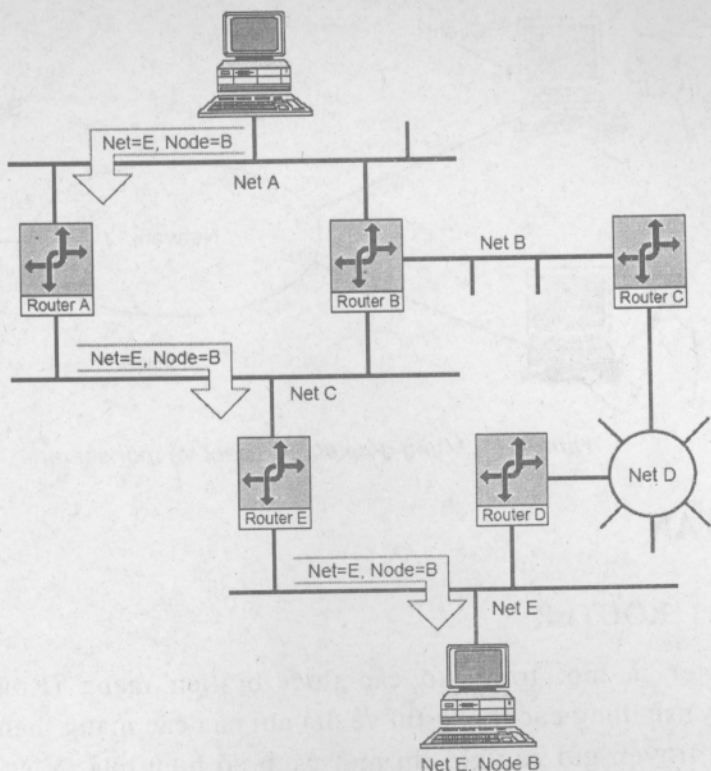 Net=E, Node=B
Net A
Net B
Router A
Router B
Router C
Net=E, Node=B
Net C
Net D
Router E
Router D
Net=E, Node=B
Net E
Net E, Node B